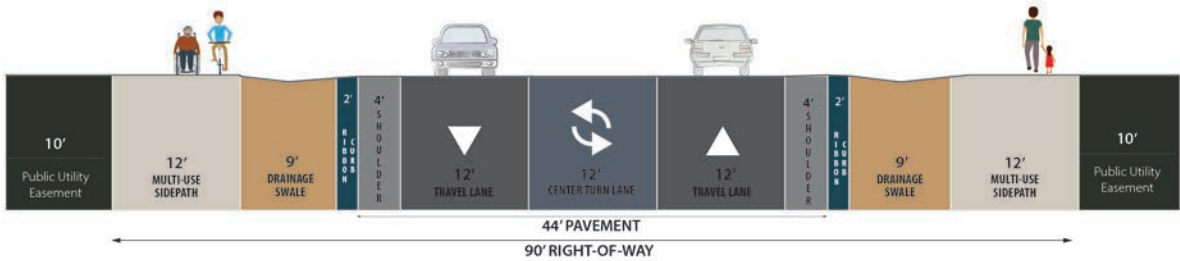 10'
Public Utility
Easement
12'
MULTI-USE
SIDEPATH
9'
DRAINAGE
SWALE
2'
RIBBON
CURB
4'
SHOULDER
12'
TRAVEL LANE
12'
CENTER TURN LANE
12'
TRAVEL LANE
4'
SHOULDER
2'
RIBBON
CURB
9'
DRAINAGE
SWALE
12'
MULTI-USE
SIDEPATH
10'
Public Utility
Easement
44' PAVEMENT
90' RIGHT-OF-WAY